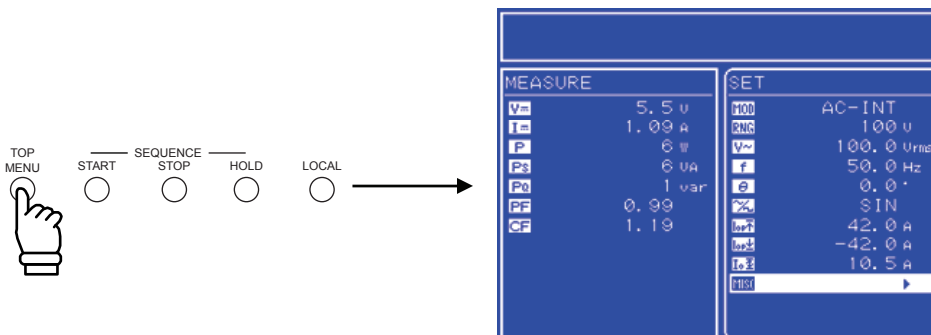 TOP
MENU
SEQUENCE
START
STOP
HOLD
LOCAL
MEASURE
V= 5.5 V
I= 1.09 A
P 6 W
Ps 6 VA
PQ 1 var
PF 0.99
CF 1.19
SET
MOD AC-INT
RNG 100 V
V~ 100.0 Vrms
f 50.0 Hz
θ 0.0 °
SIN
42.0 A
-42.0 A
10.5 A
MISC